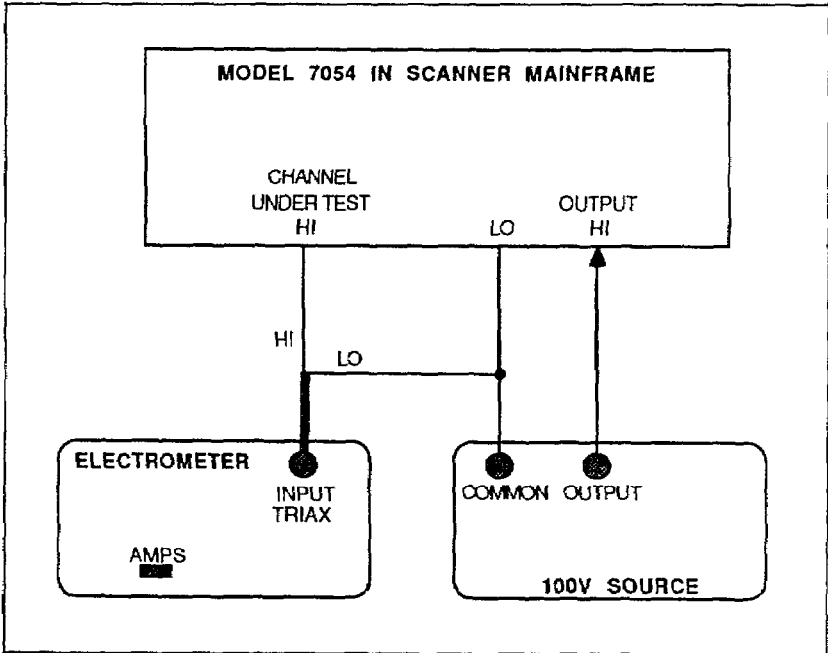 MODEL 7054 IN SCANNER MAINFRAME
CHANNEL
UNDER TEST
HI
LO
OUTPUT
HI
HI
LO
ELECTROMETER
INPUT
TRIAX
AMPS
COMMON
OUTPUT
100V SOURCE